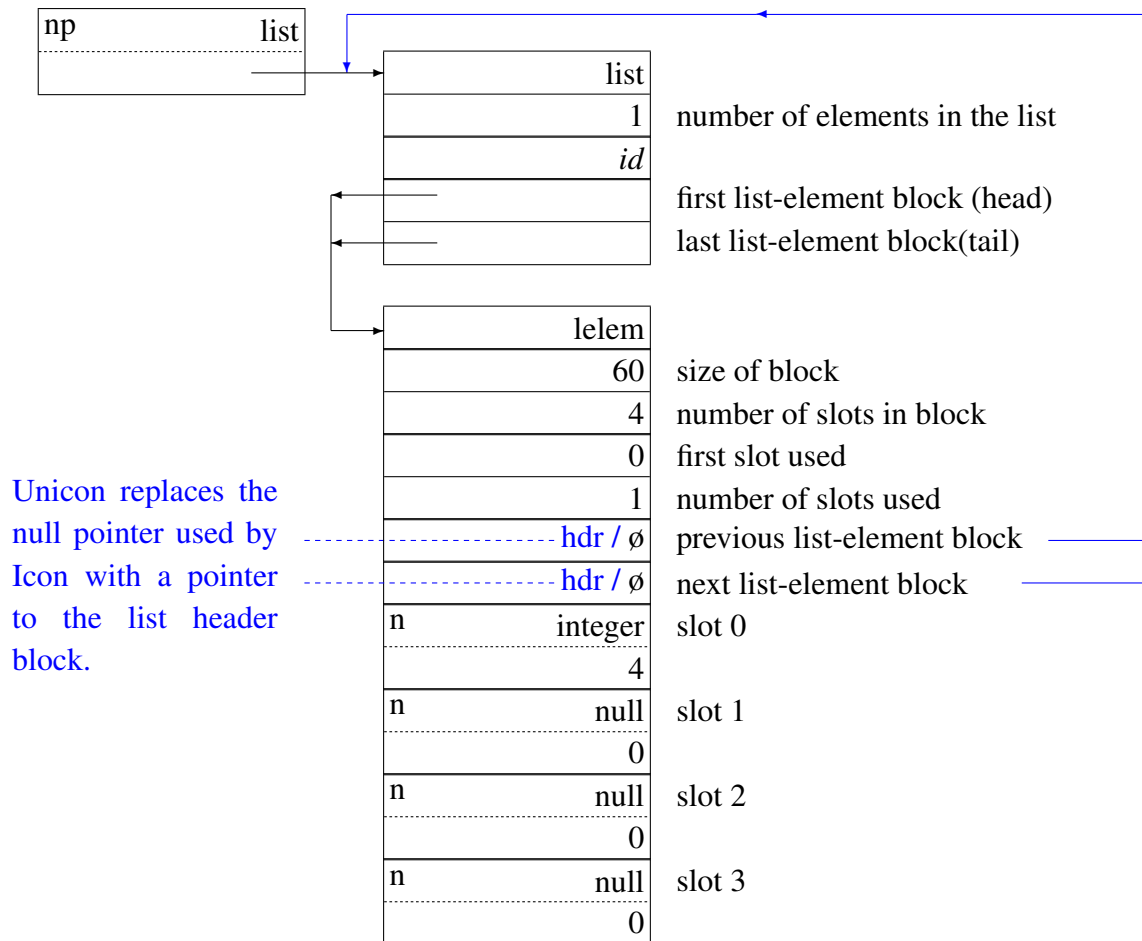 np list
list
1 number of elements in the list
id
first list-element block (head)
last list-element block(tail)
lelem
60 size of block
4 number of slots in block
0 first slot used
1 number of slots used
hdr / ø previous list-element block
hdr / ø next list-element block
Unicon replaces the
null pointer used by
Icon with a pointer
to the list header
block.
n integer slot 0
4
n null slot 1
0
n null slot 2
0
n null slot 3
0